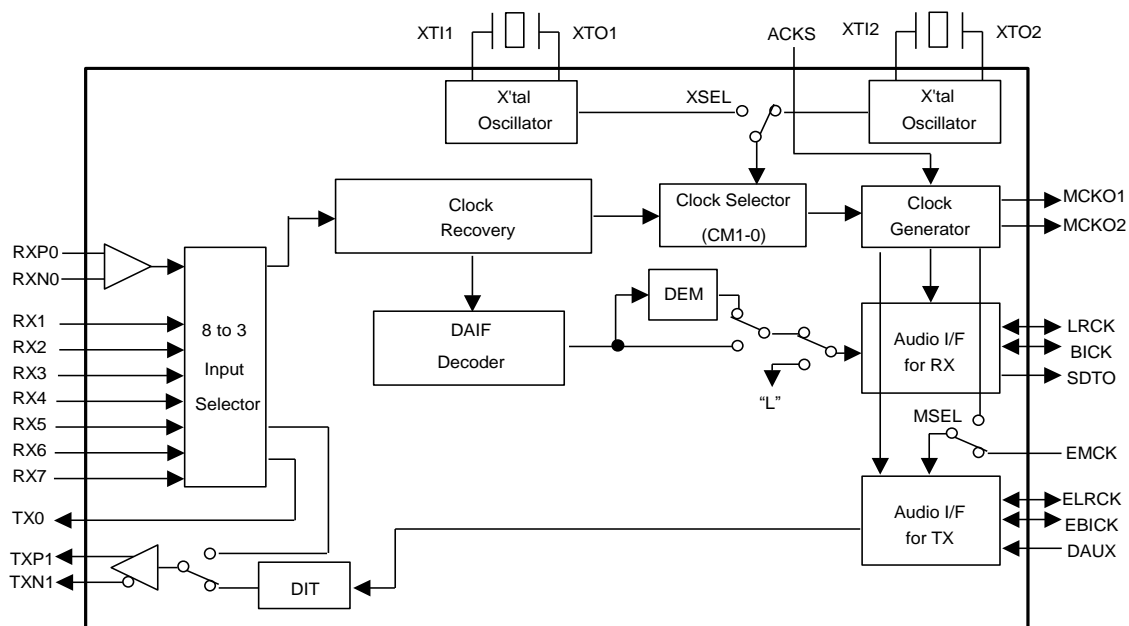 XTI1
XTO1
ACKS
XTI2
XTO2
X'tal
Oscillator
XSEL
X'tal
Oscillator
Clock
Recovery
Clock Selector
(CM1-0)
Clock
Generator
MCKO1
MCKO2
RXP0
RXN0
RX1
RX2
RX3
RX4
RX5
RX6
RX7
8 to 3
Input
Selector
DAIF
Decoder
DEM
“L”
Audio I/F
for RX
LRCK
BICK
SDTO
MSEL
EMCK
Audio I/F
for TX
ELRCK
EBICK
DAUX
TX0
TXP1
TXN1
DIT